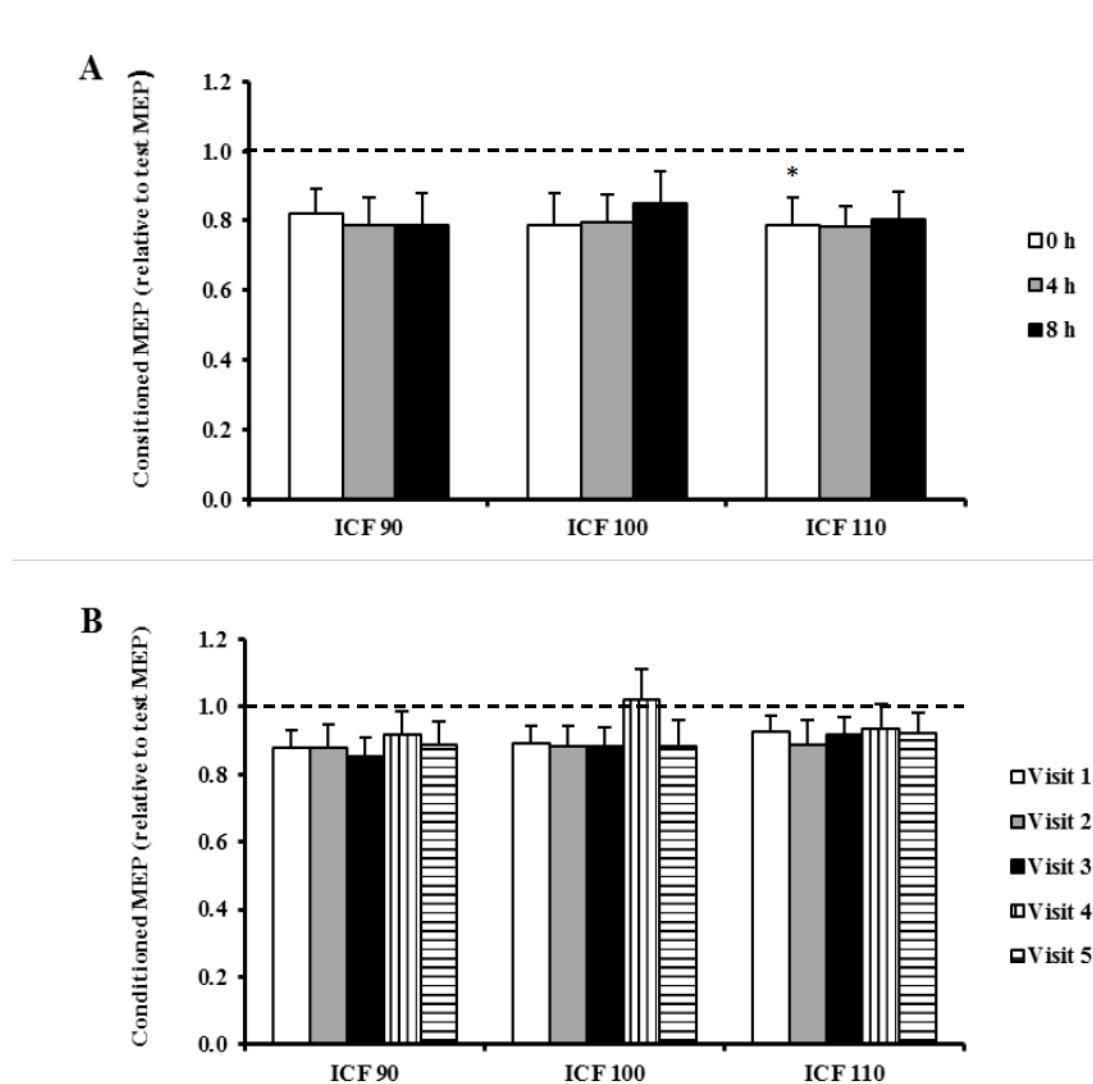 A
Consitioned MEP (relative to test MEP)
1.2
1.0
0.8
0.6
0.4
0.2
0.0
*
ICF 90
ICF 100
ICF 110
0 h
4 h
8 h
B
Conditioned MEP (relative to test MEP)
1.2
1.0
0.8
0.6
0.4
0.2
0.0
ICF 90
ICF 100
ICF 110
Visit 1
Visit 2
Visit 3
Visit 4
Visit 5